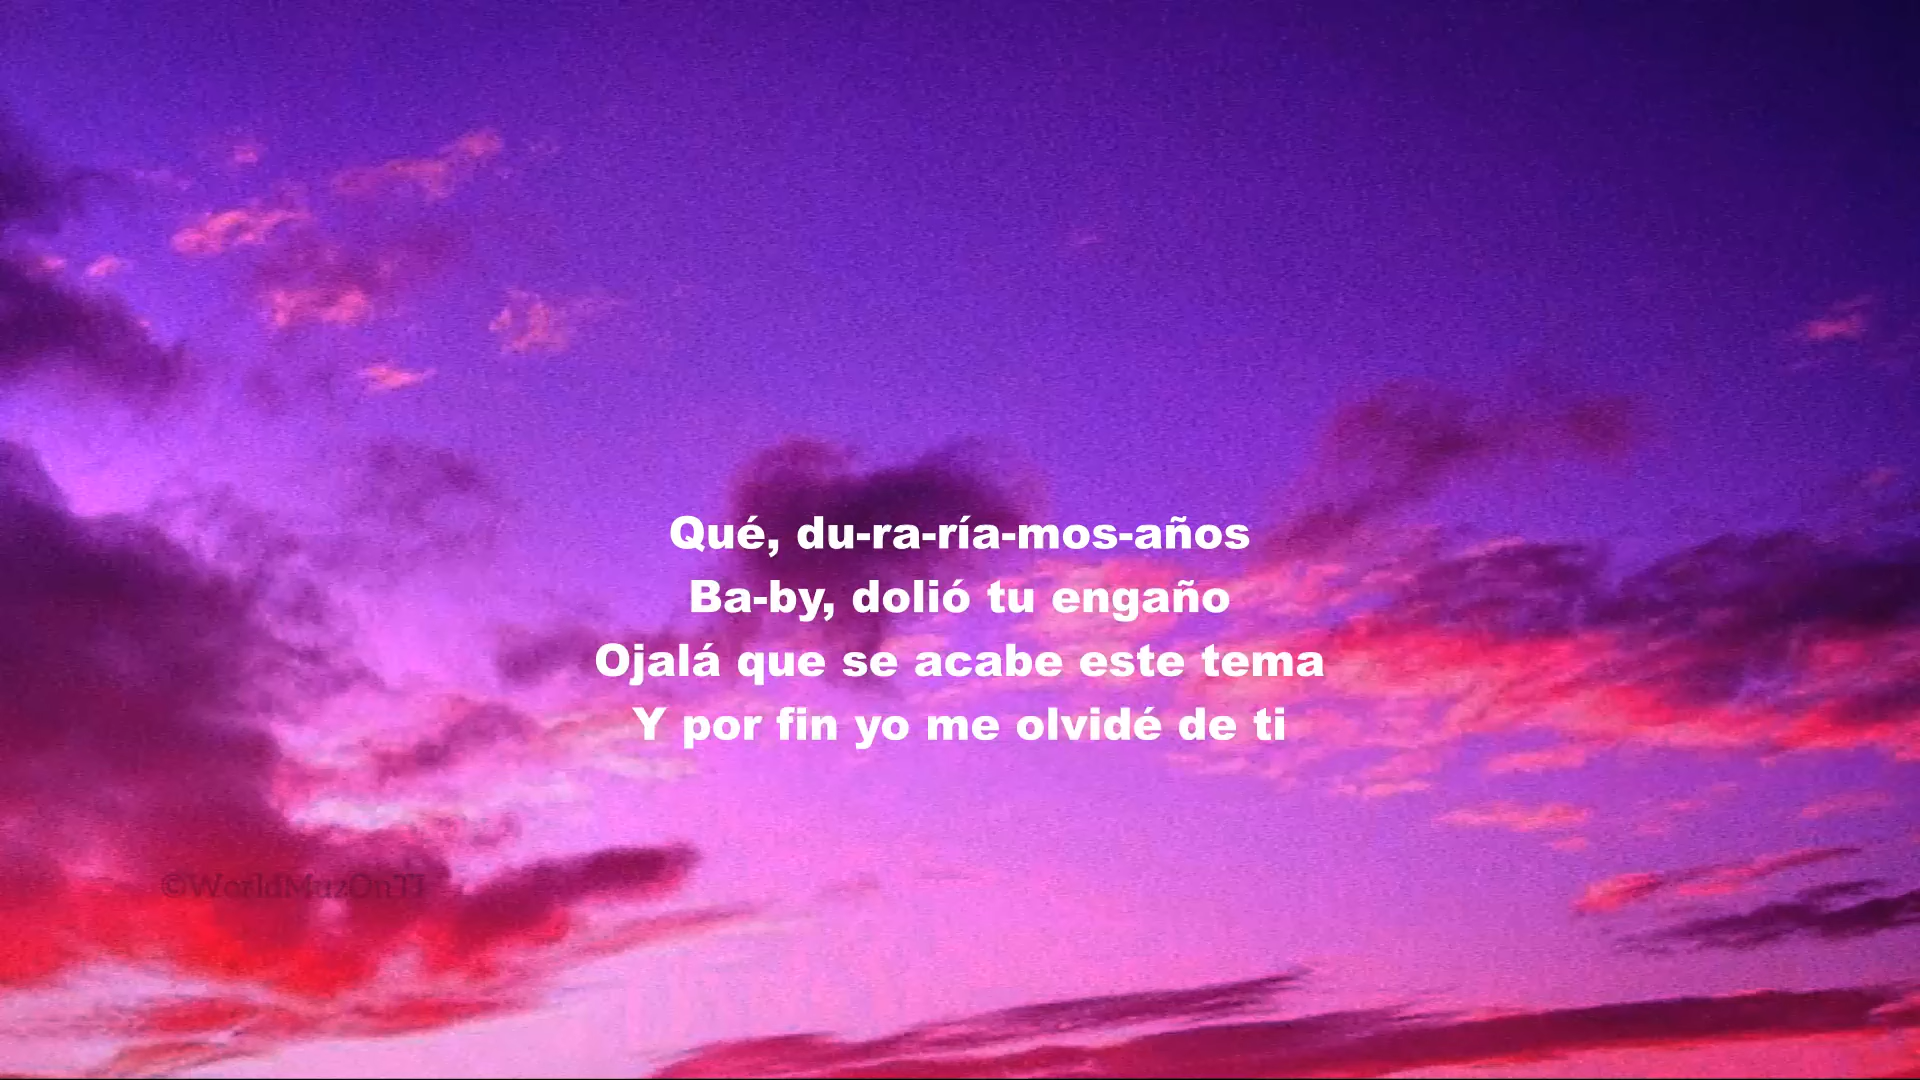 Qué, du-ra-ría-mos-años
Ba-by, dolió tu engaño
Ojalá que se acabe este tema
Y por fin yo me olvidé de ti
©WorldMuzOnTJ